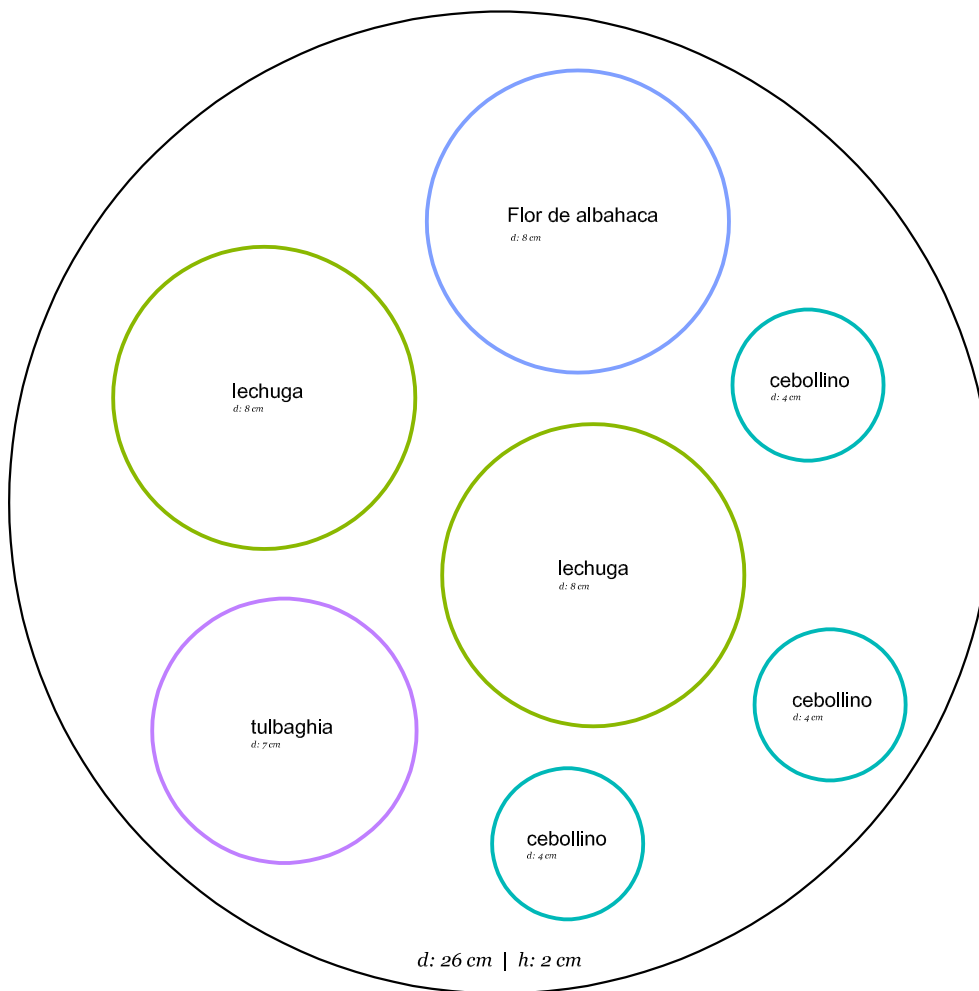 Flor de albahaca
d: 8 cm
lechuga
d: 8 cm
cebollino
d: 4 cm
lechuga
d: 8 cm
tulbaghia
d: 7 cm
cebollino
d: 4 cm
cebollino
d: 4 cm
d: 26 cm | h: 2 cm